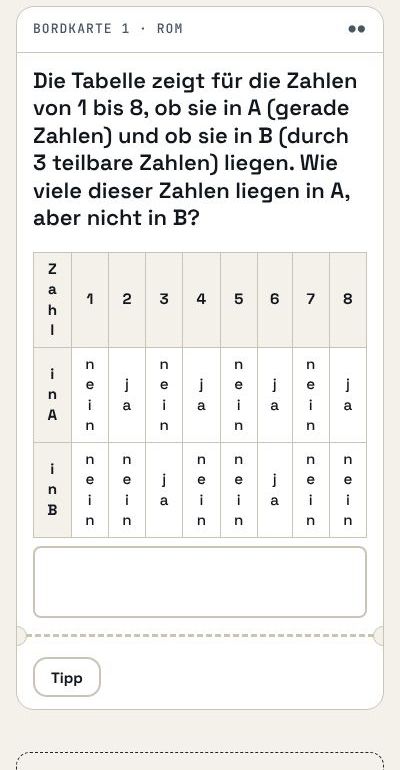 BORDKARTE 1 · ROM
Die Tabelle zeigt für die Zahlen
von 1 bis 8, ob sie in A (gerade
Zahlen) und ob sie in B (durch
3 teilbare Zahlen) liegen. Wie
viele dieser Zahlen liegen in A,
aber nicht in B?
Zahl 1 2 3 4 5 6 7 8
in A nein ja nein ja nein ja nein ja
in B nein nein ja nein nein ja nein nein
Tipp